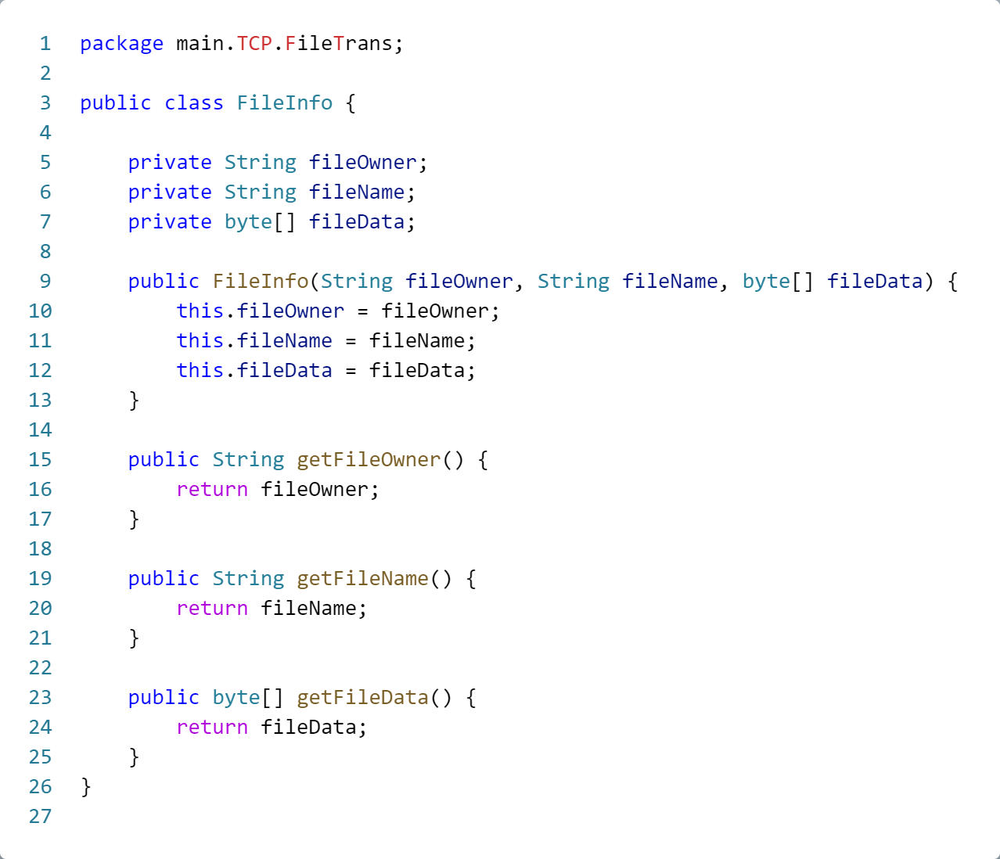 1 package main.TCP.FileTrans;
2
3 public class FileInfo {
4
5     private String fileOwner;
6     private String fileName;
7     private byte[] fileData;
8
9     public FileInfo(String fileOwner, String fileName, byte[] fileData) {
10         this.fileOwner = fileOwner;
11         this.fileName = fileName;
12         this.fileData = fileData;
13     }
14
15     public String getFileOwner() {
16         return fileOwner;
17     }
18
19     public String getFileName() {
20         return fileName;
21     }
22
23     public byte[] getFileData() {
24         return fileData;
25     }
26 }
27